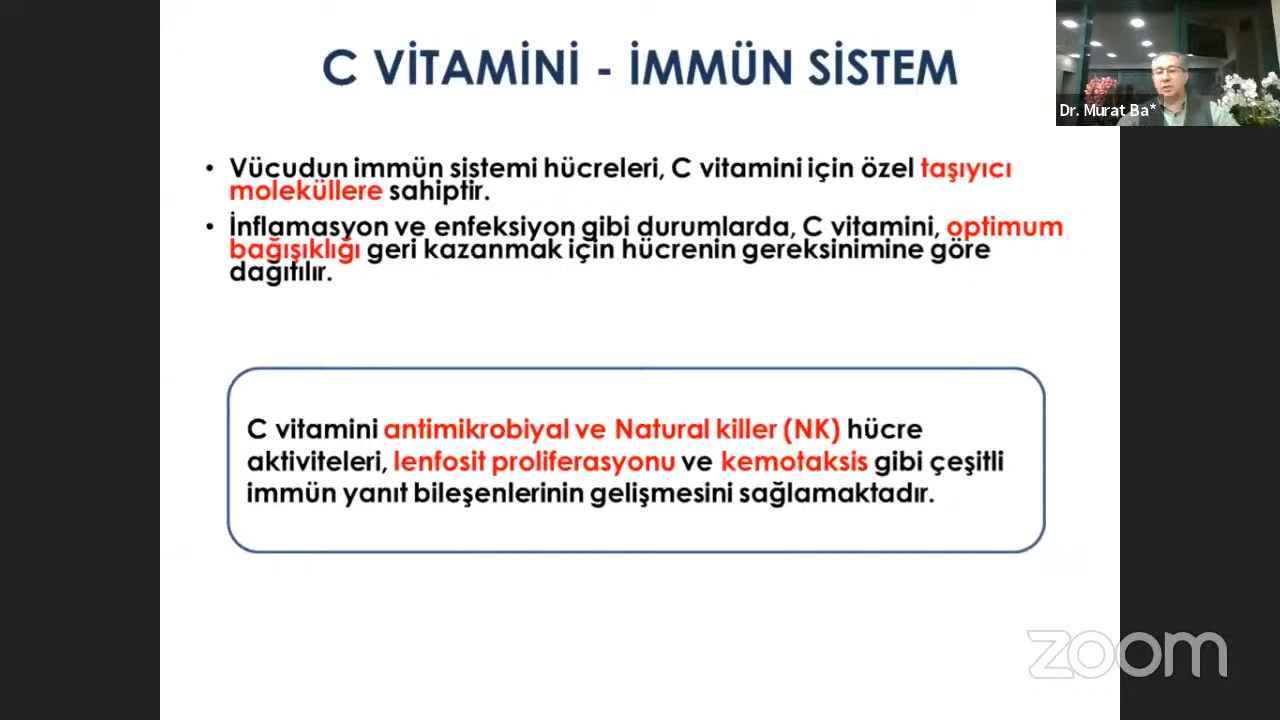 C VİTAMİNİ - İMMÜN SİSTEM
Dr. Murat Ba*
• Vücudun immün sistemi hücreleri, C vitamini için özel taşıyıcı
moleküllere sahiptir.
• İnflamasyon ve enfeksiyon gibi durumlarda, C vitamini, optimum
bağışıklığı geri kazanmak için hücrenin gereksinimine göre
dağıtılır.
C vitamini antimikrobiyal ve Natural killer (NK) hücre
aktiviteleri, lenfosit proliferasyonu ve kemotaksis gibi çeşitli
immün yanıt bileşenlerinin gelişmesini sağlamaktadır.
zoom